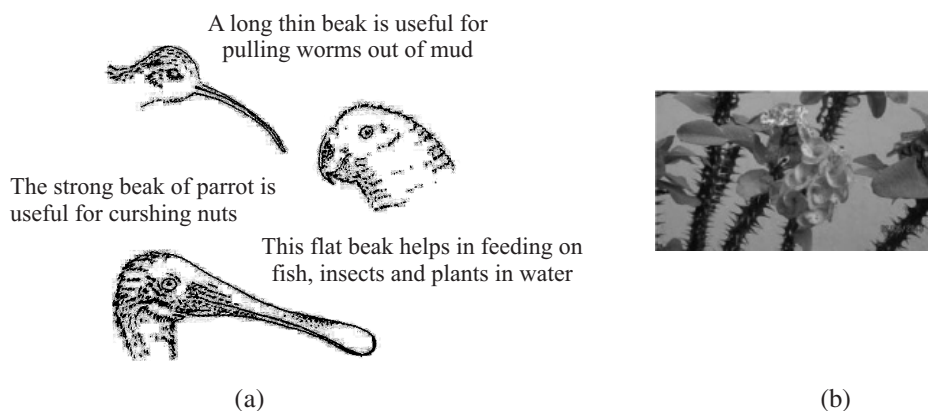 A long thin beak is useful for
pulling worms out of mud
The strong beak of parrot is
useful for curshing nuts
This flat beak helps in feeding on
fish, insects and plants in water
(a)
(b)